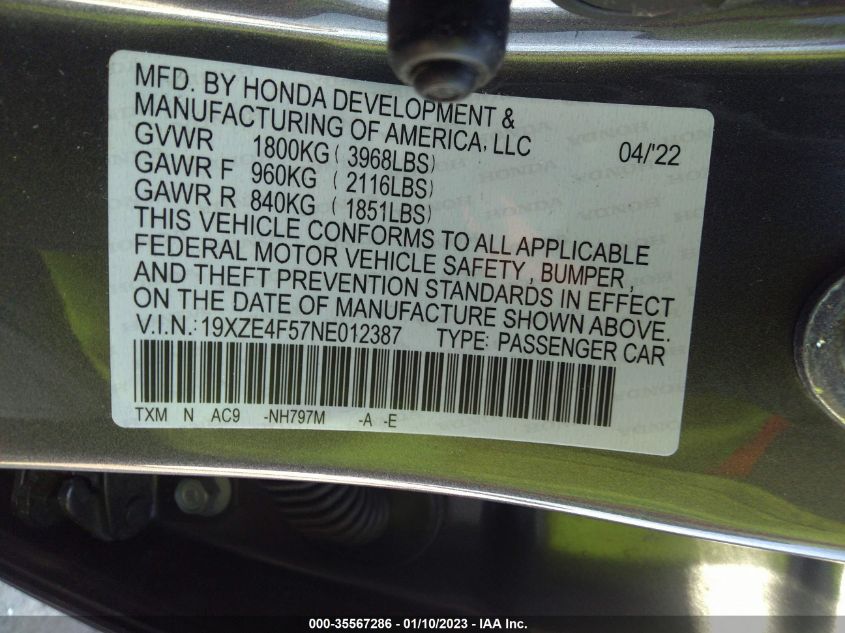 MFD. BY HONDA DEVELOPMENT &
MANUFACTURING OF AMERICA, LLC
GVWR 1800KG ( 3968LBS) 04/'22
GAWR F 960KG ( 2116LBS)
GAWR R 840KG ( 1851LBS)
THIS VEHICLE CONFORMS TO ALL APPLICABLE
FEDERAL MOTOR VEHICLE SAFETY , BUMPER ,
AND THEFT PREVENTION STANDARDS IN EFFECT
ON THE DATE OF MANUFACTURE SHOWN ABOVE.
V.I.N.: 19XZE4F57NE012387 TYPE: PASSENGER CAR
TXM N AC9 -NH797M -A -E
000-35567286 - 01/10/2023 - IAA Inc.